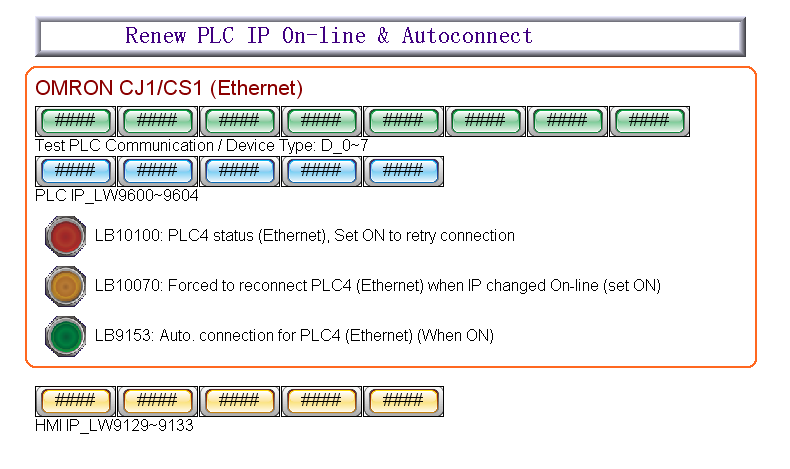 Renew PLC IP On-line & Autoconnect
OMRON CJ1/CS1 (Ethernet)
#### #### #### #### #### #### #### ####
Test PLC Communication / Device Type: D_0~7
#### #### #### #### ####
PLC IP_LW9600~9604
LB10100: PLC4 status (Ethernet), Set ON to retry connection
LB10070: Forced to reconnect PLC4 (Ethernet) when IP changed On-line (set ON)
LB9153: Auto. connection for PLC4 (Ethernet) (When ON)
#### #### #### #### ####
HMI IP_LW9129~9133